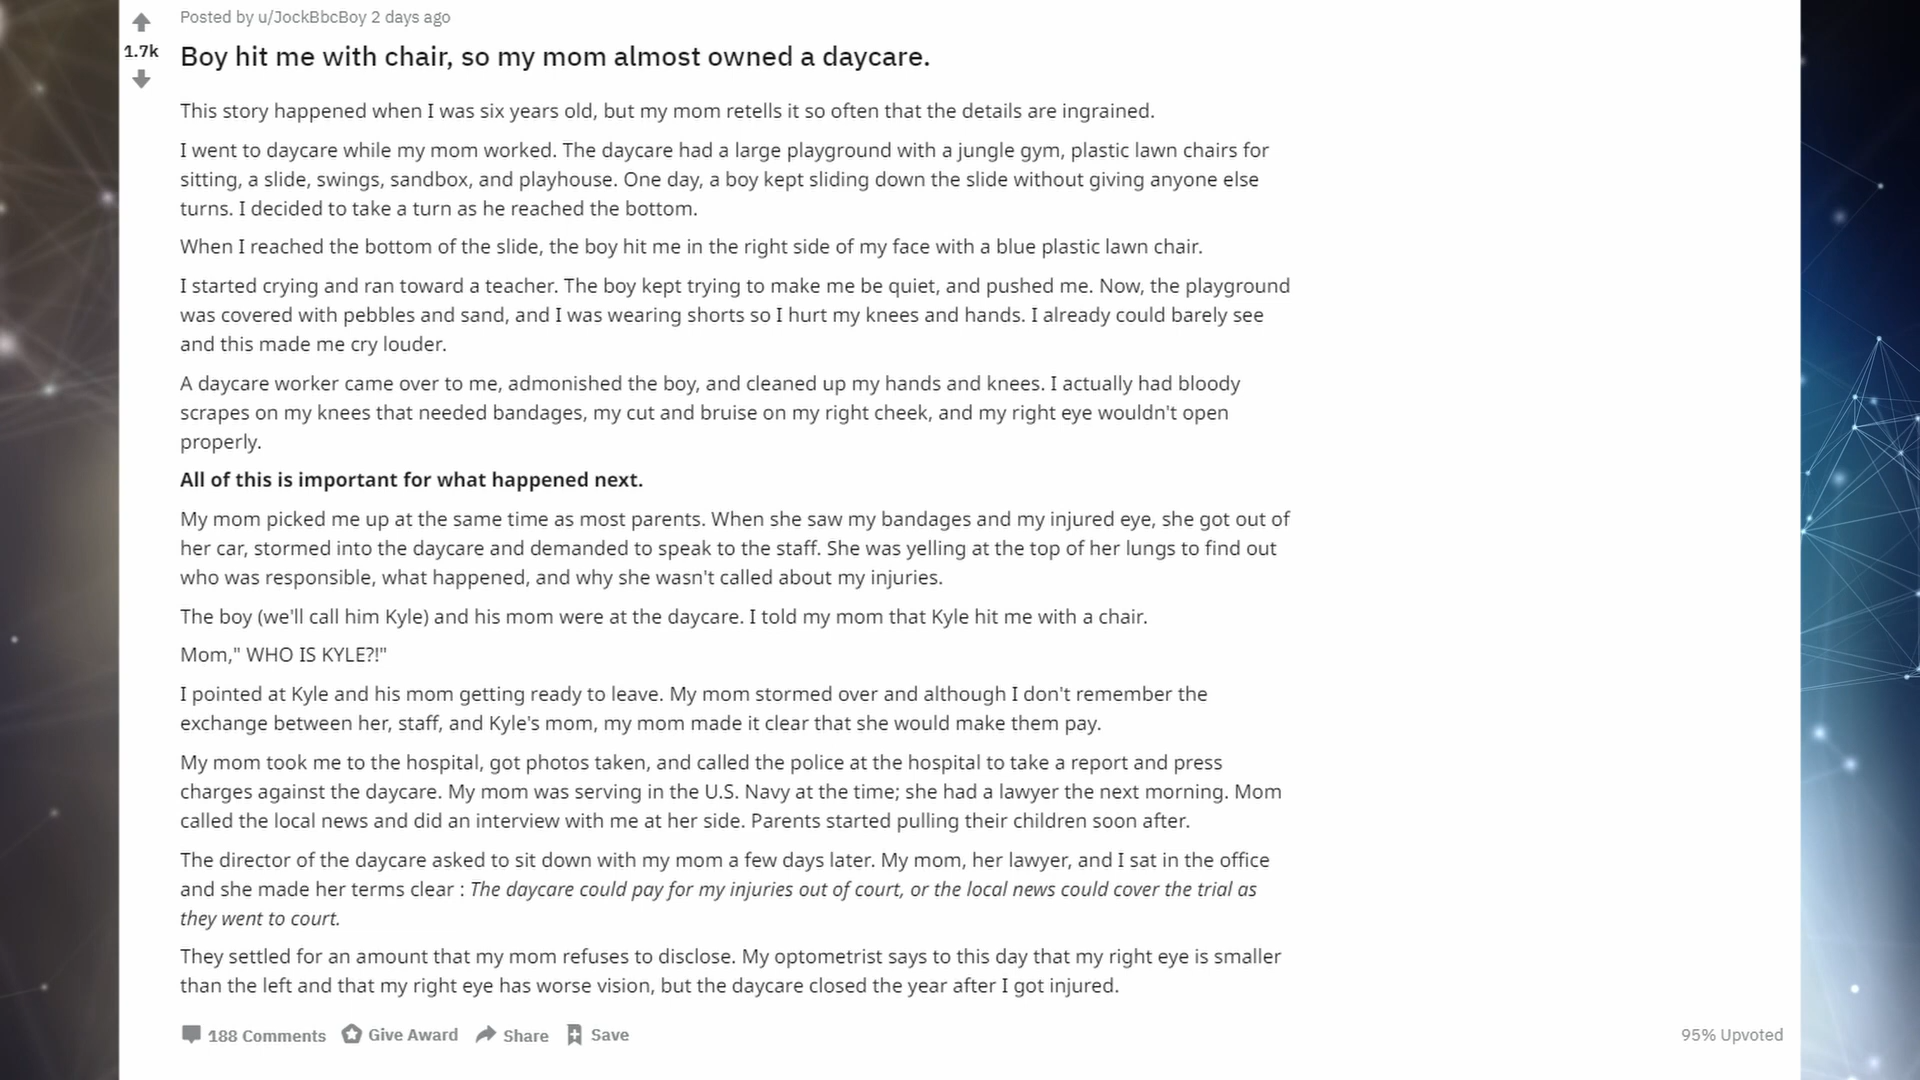 Posted by u/JockBbcBoy 2 days ago
1.7k
Boy hit me with chair, so my mom almost owned a daycare.
This story happened when I was six years old, but my mom retells it so often that the details are ingrained.
I went to daycare while my mom worked. The daycare had a large playground with a jungle gym, plastic lawn chairs for
sitting, a slide, swings, sandbox, and playhouse. One day, a boy kept sliding down the slide without giving anyone else
turns. I decided to take a turn as he reached the bottom.
When I reached the bottom of the slide, the boy hit me in the right side of my face with a blue plastic lawn chair.
I started crying and ran toward a teacher. The boy kept trying to make me be quiet, and pushed me. Now, the playground
was covered with pebbles and sand, and I was wearing shorts so I hurt my knees and hands. I already could barely see
and this made me cry louder.
A daycare worker came over to me, admonished the boy, and cleaned up my hands and knees. I actually had bloody
scrapes on my knees that needed bandages, my cut and bruise on my right cheek, and my right eye wouldn't open
properly.
All of this is important for what happened next.
My mom picked me up at the same time as most parents. When she saw my bandages and my injured eye, she got out of
her car, stormed into the daycare and demanded to speak to the staff. She was yelling at the top of her lungs to find out
who was responsible, what happened, and why she wasn't called about my injuries.
The boy (we'll call him Kyle) and his mom were at the daycare. I told my mom that Kyle hit me with a chair.
Mom," WHO IS KYLE?!"
I pointed at Kyle and his mom getting ready to leave. My mom stormed over and although I don't remember the
exchange between her, staff, and Kyle's mom, my mom made it clear that she would make them pay.
My mom took me to the hospital, got photos taken, and called the police at the hospital to take a report and press
charges against the daycare. My mom was serving in the U.S. Navy at the time; she had a lawyer the next morning. Mom
called the local news and did an interview with me at her side. Parents started pulling their children soon after.
The director of the daycare asked to sit down with my mom a few days later. My mom, her lawyer, and I sat in the office
and she made her terms clear : The daycare could pay for my injuries out of court, or the local news could cover the trial as
they went to court.
They settled for an amount that my mom refuses to disclose. My optometrist says to this day that my right eye is smaller
than the left and that my right eye has worse vision, but the daycare closed the year after I got injured.
188 Comments Give Award Share Save 95% Upvoted